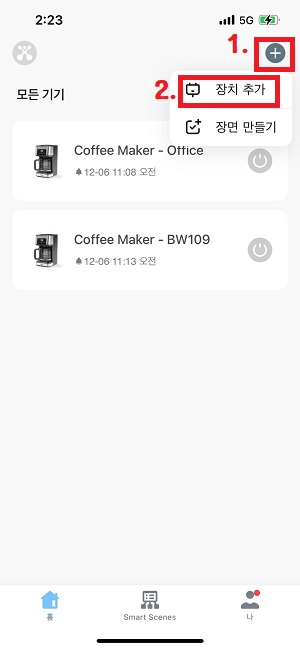 2:23
5G
1.
2.
장치 추가
모든 기기
장면 만들기
Coffee Maker - Office
12-06 11:08 오전
Coffee Maker - BW109
12-06 11:13 오전
홈
Smart Scenes
나